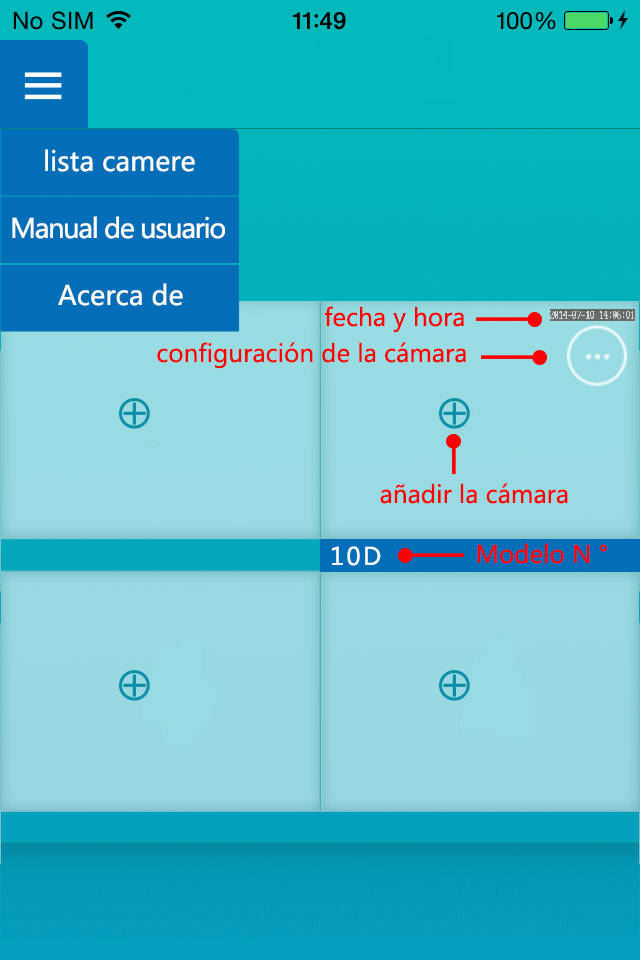 No SIM 11:49 100%
lista camere
Manual de usuario
Acerca de
fecha y hora 2014-07-10 14:06:01
configuración de la cámara
añadir la cámara
10D Modelo N °